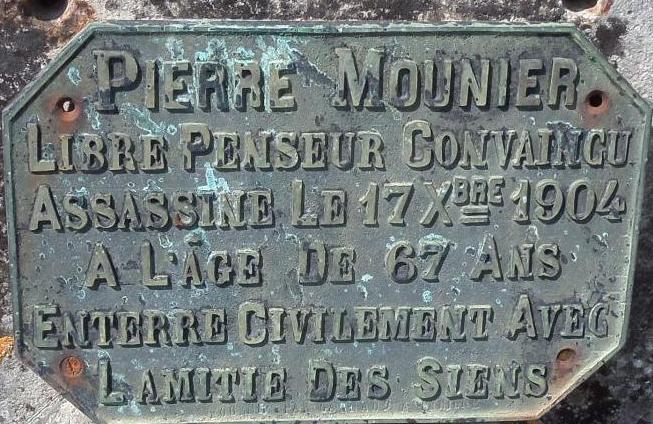 PIERRE MOUNIER
LIBRE PENSEUR CONVAINCU
ASSASSINE LE 17 XBRE 1904
A L'ÂGE DE 67 ANS
ENTERRE CIVILEMENT AVEC
L'AMITIE DES SIENS